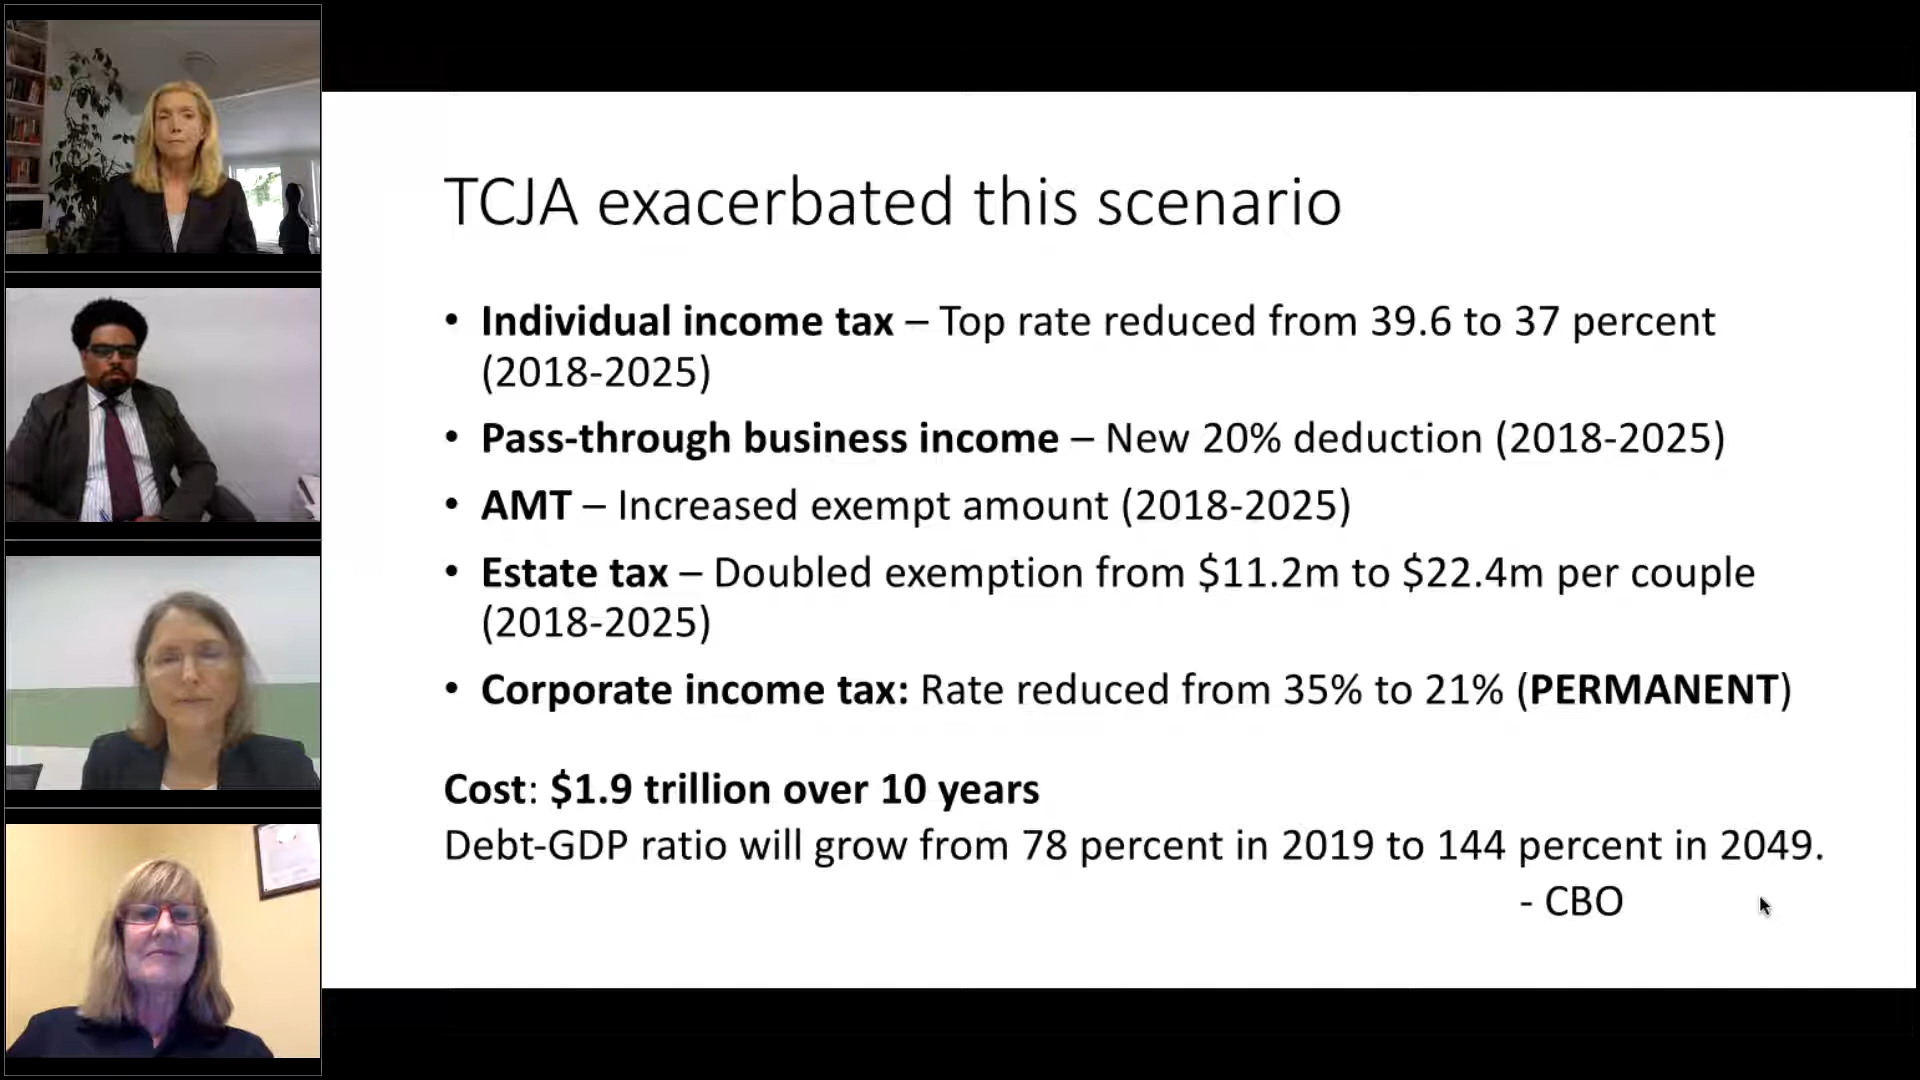 TCJA exacerbated this scenario
• Individual income tax – Top rate reduced from 39.6 to 37 percent
(2018-2025)
• Pass-through business income – New 20% deduction (2018-2025)
• AMT – Increased exempt amount (2018-2025)
• Estate tax – Doubled exemption from $11.2m to $22.4m per couple
(2018-2025)
• Corporate income tax: Rate reduced from 35% to 21% (PERMANENT)
Cost: $1.9 trillion over 10 years
Debt-GDP ratio will grow from 78 percent in 2019 to 144 percent in 2049.
- CBO